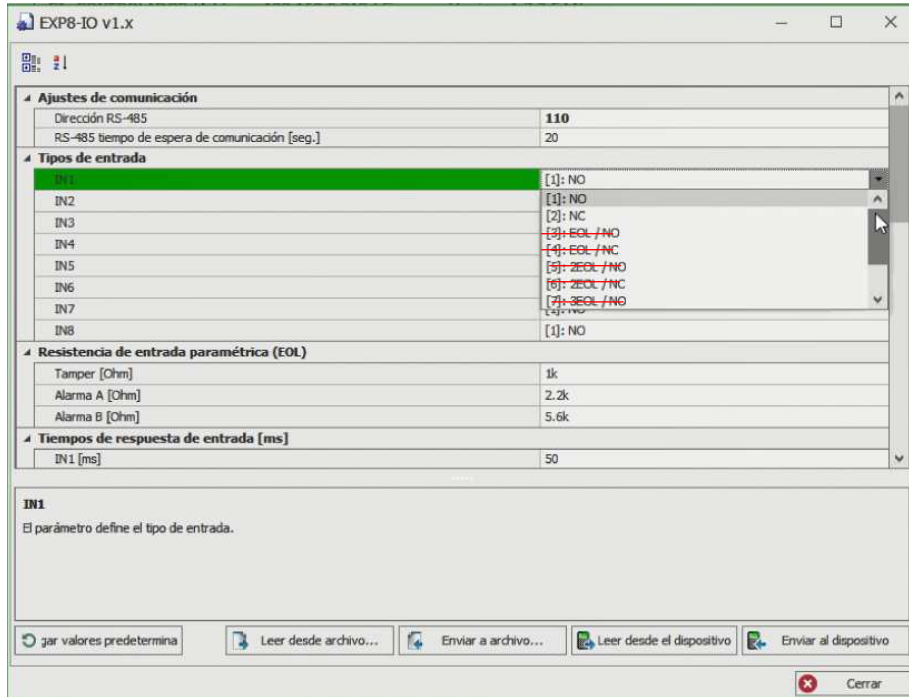 EXP8-IO v1.x
Ajustes de comunicación
Dirección RS-485 110
RS-485 tiempo de espera de comunicación [seg.] 20
Tipos de entrada
IN1 [1]: NO
IN2 [1]: NO
IN3 [2]: NC
[3]: EOL / NO
IN4 [4]: EOL / NC
IN5 [5]: 2EOL / NO
IN6 [6]: 2EOL / NC
IN7 [7]: 3EOL / NO
[1]: NO
IN8 [1]: NO
Resistencia de entrada paramétrica (EOL)
Tamper [Ohm] 1k
Alarma A [Ohm] 2.2k
Alarma B [Ohm] 5.6k
Tiempos de respuesta de entrada [ms]
IN1 [ms] 50
IN1
El parámetro define el tipo de entrada.
gar valores predetermina Leer desde archivo... Enviar a archivo... Leer desde el dispositivo Enviar al dispositivo
Cerrar